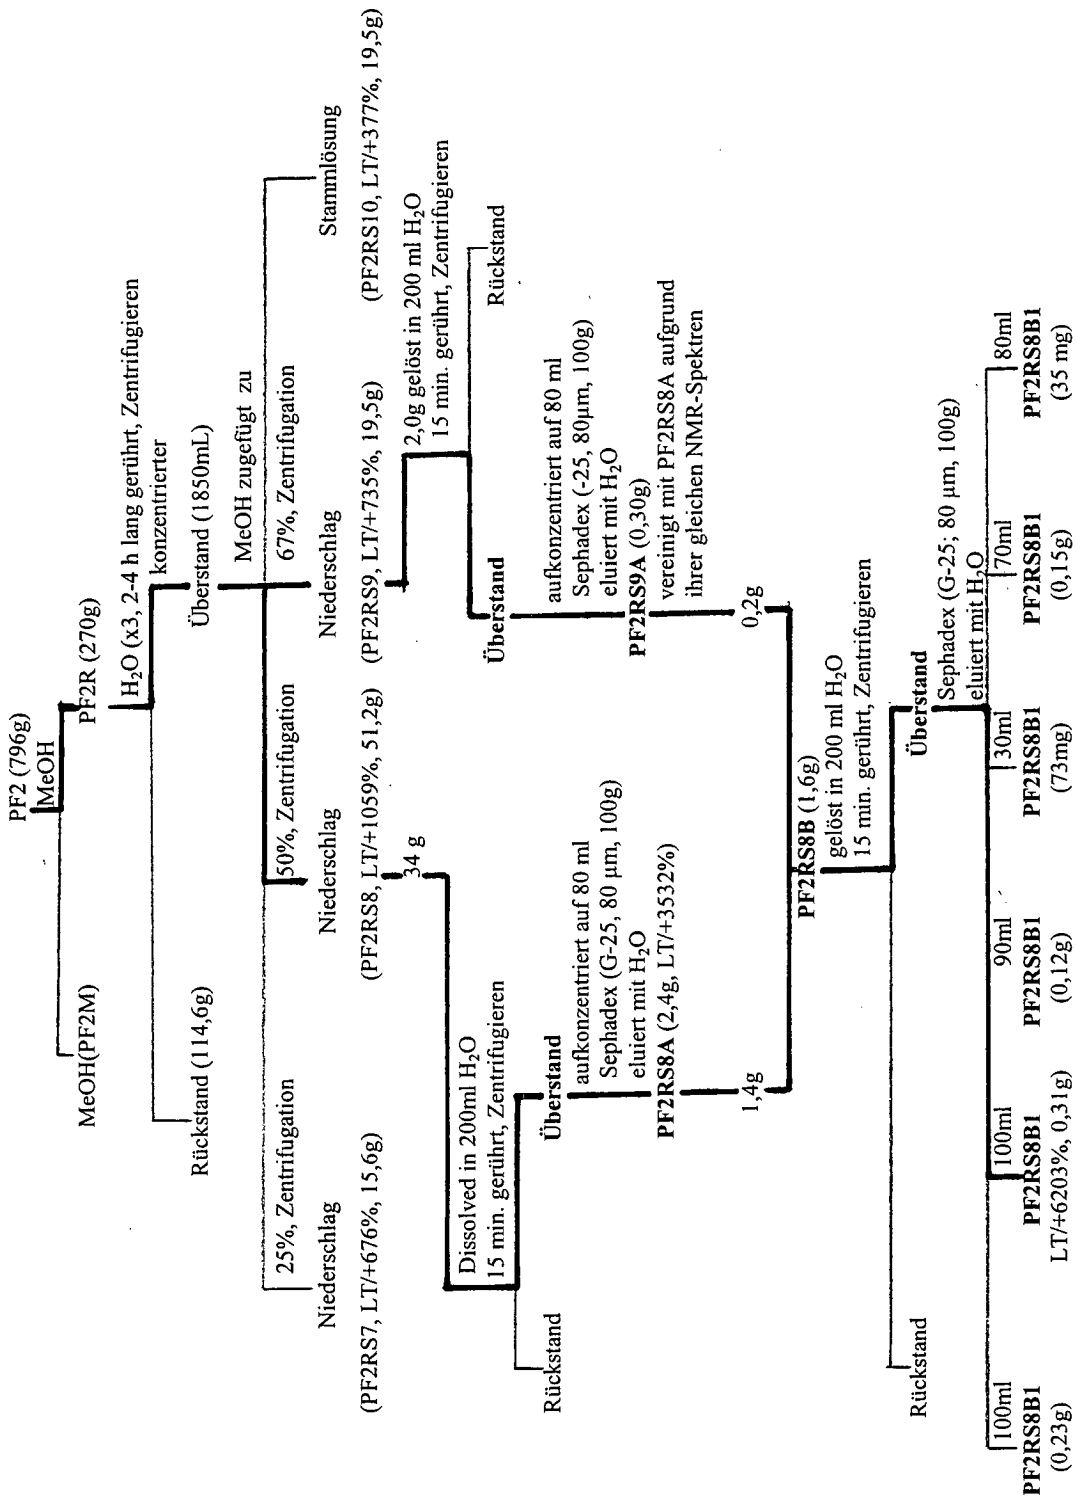 PF2 (796g)
MeOH
MeOH(PF2M)
PF2R (270g)
H₂O (x3, 2-4 h lang gerührt, Zentrifugieren
konzentrierter
Rückstand (114,6g)
Überstand (1850mL)
MeOH zugefügt zu
25%, Zentrifugation
50%, Zentrifugation
67%, Zentrifugation
Niederschlag
Niederschlag
Niederschlag
Stammlösung
(PF2RS7, LT/+676%, 15,6g)
(PF2RS8, LT/+1059%, 51,2g)
(PF2RS9, LT/+735%, 19,5g)
(PF2RS10, LT/+377%, 19,5g)
34 g
2,0g gelöst in 200 ml H₂O
15 min. gerührt, Zentrifugieren
Dissolved in 200ml H₂O
15 min. gerührt, Zentrifugieren
Überstand
Rückstand
Rückstand
Überstand
aufkonzentriert auf 80 ml
Sephadex (G-25, 80 µm, 100g)
eluiert mit H₂O
aufkonzentriert auf 80 ml
Sephadex (-25, 80µm, 100g)
eluiert mit H₂O
PF2RS8A (2,4g, LT/+3532%)
PF2RS9A (0,30g)
vereinigt mit PF2RS8A aufgrund
ihrer gleichen NMR-Spektren
1,4g
0,2g
PF2RS8B (1,6g)
gelöst in 200 ml H₂O
15 min. gerührt, Zentrifugieren
Rückstand
Überstand
Sephadex (G-25; 80 µm, 100g)
eluiert mit H₂O
100ml
100ml
90ml
30ml
70ml
80ml
PF2RS8B1
PF2RS8B1
PF2RS8B1
PF2RS8B1
PF2RS8B1
PF2RS8B1
(0,23g)
LT/+6203%, 0,31g)
(0,12g)
(73mg)
(0,15g)
(35 mg)